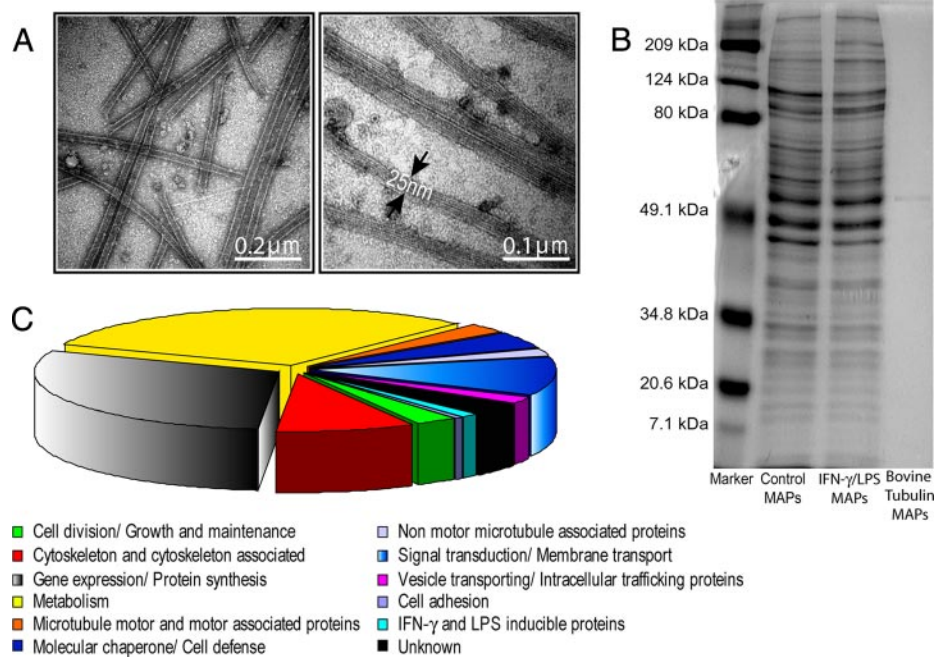 A
0.2µm
25nm
0.1µm
B
209 kDa
124 kDa
80 kDa
49.1 kDa
34.8 kDa
20.6 kDa
7.1 kDa
Marker
Control
MAPs
IFN-γ/LPS
MAPs
Bovine
Tubulin
MAPs
C
Cell division/ Growth and maintenance
Cytoskeleton and cytoskeleton associated
Gene expression/ Protein synthesis
Metabolism
Microtubule motor and motor associated proteins
Molecular chaperone/ Cell defense
Non motor microtubule associated proteins
Signal transduction/ Membrane transport
Vesicle transporting/ Intracellular trafficking proteins
Cell adhesion
IFN-γ and LPS inducible proteins
Unknown